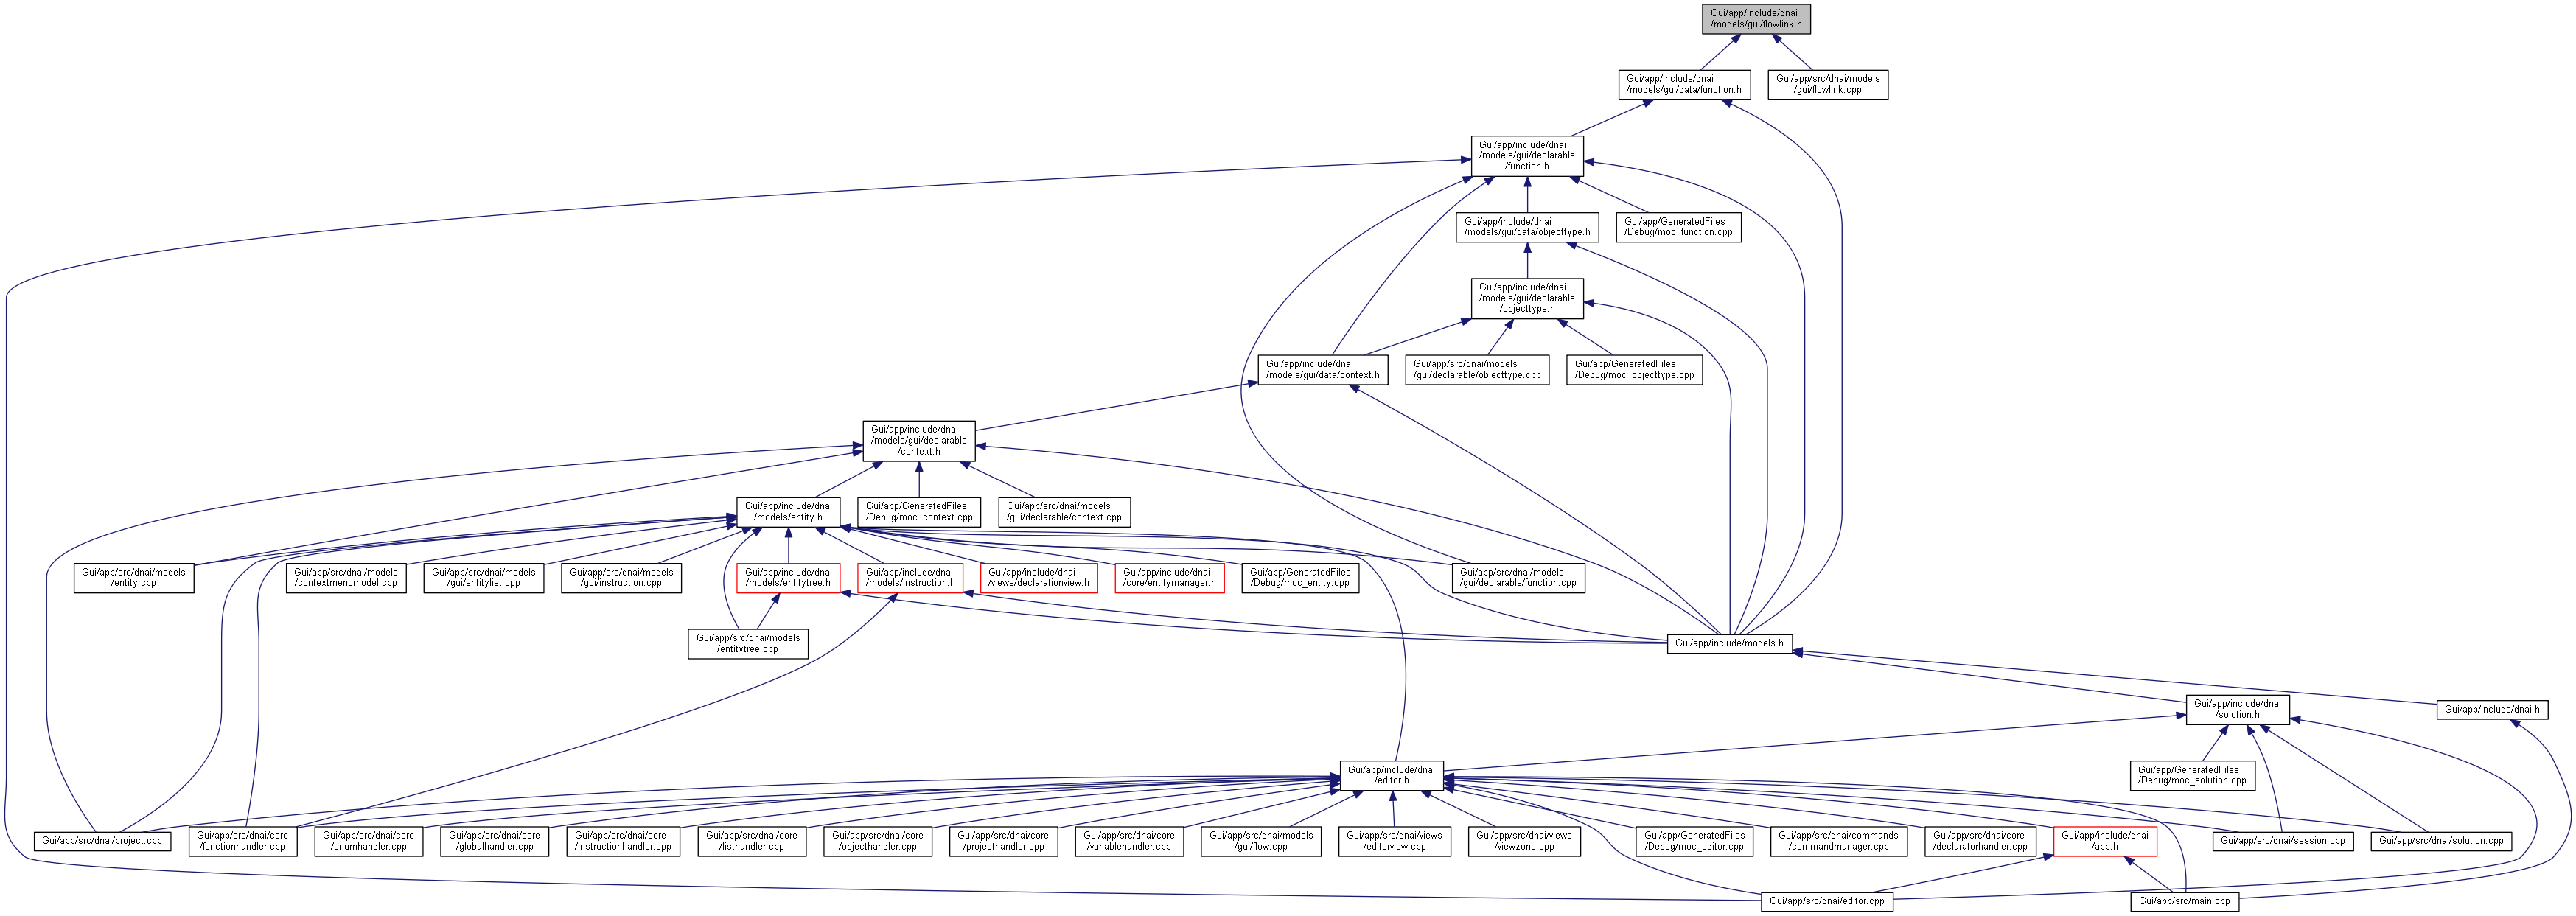 Gui/app/include/dnai
/models/gui/flowlink.h
Gui/app/include/dnai
/models/gui/data/function.h
Gui/app/src/dnai/models
/gui/flowlink.cpp
Gui/app/include/dnai
/models/gui/declarable
/function.h
Gui/app/include/dnai
/models/gui/data/objecttype.h
Gui/app/GeneratedFiles
/Debug/moc_function.cpp
Gui/app/include/dnai
/models/gui/declarable
/objecttype.h
Gui/app/include/dnai
/models/gui/data/context.h
Gui/app/src/dnai/models
/gui/declarable/objecttype.cpp
Gui/app/GeneratedFiles
/Debug/moc_objecttype.cpp
Gui/app/include/dnai
/models/gui/declarable
/context.h
Gui/app/include/dnai
/models/entity.h
Gui/app/GeneratedFiles
/Debug/moc_context.cpp
Gui/app/src/dnai/models
/gui/declarable/context.cpp
Gui/app/src/dnai/models
/entity.cpp
Gui/app/src/dnai/models
/contextmenumodel.cpp
Gui/app/src/dnai/models
/gui/entitylist.cpp
Gui/app/src/dnai/models
/gui/instruction.cpp
Gui/app/include/dnai
/models/entitytree.h
Gui/app/include/dnai
/models/instruction.h
Gui/app/include/dnai
/views/declarationview.h
Gui/app/include/dnai
/core/entitymanager.h
Gui/app/GeneratedFiles
/Debug/moc_entity.cpp
Gui/app/src/dnai/models
/gui/declarable/function.cpp
Gui/app/src/dnai/models
/entitytree.cpp
Gui/app/include/models.h
Gui/app/include/dnai
/solution.h
Gui/app/include/dnai.h
Gui/app/include/dnai
/editor.h
Gui/app/GeneratedFiles
/Debug/moc_solution.cpp
Gui/app/src/dnai/project.cpp
Gui/app/src/dnai/core
/functionhandler.cpp
Gui/app/src/dnai/core
/enumhandler.cpp
Gui/app/src/dnai/core
/globalhandler.cpp
Gui/app/src/dnai/core
/instructionhandler.cpp
Gui/app/src/dnai/core
/listhandler.cpp
Gui/app/src/dnai/core
/objecthandler.cpp
Gui/app/src/dnai/core
/projecthandler.cpp
Gui/app/src/dnai/core
/variablehandler.cpp
Gui/app/src/dnai/models
/gui/flow.cpp
Gui/app/src/dnai/views
/editorview.cpp
Gui/app/src/dnai/views
/viewzone.cpp
Gui/app/GeneratedFiles
/Debug/moc_editor.cpp
Gui/app/src/dnai/commands
/commandmanager.cpp
Gui/app/src/dnai/core
/declaratorhandler.cpp
Gui/app/include/dnai
/app.h
Gui/app/src/dnai/session.cpp
Gui/app/src/dnai/solution.cpp
Gui/app/src/dnai/editor.cpp
Gui/app/src/main.cpp